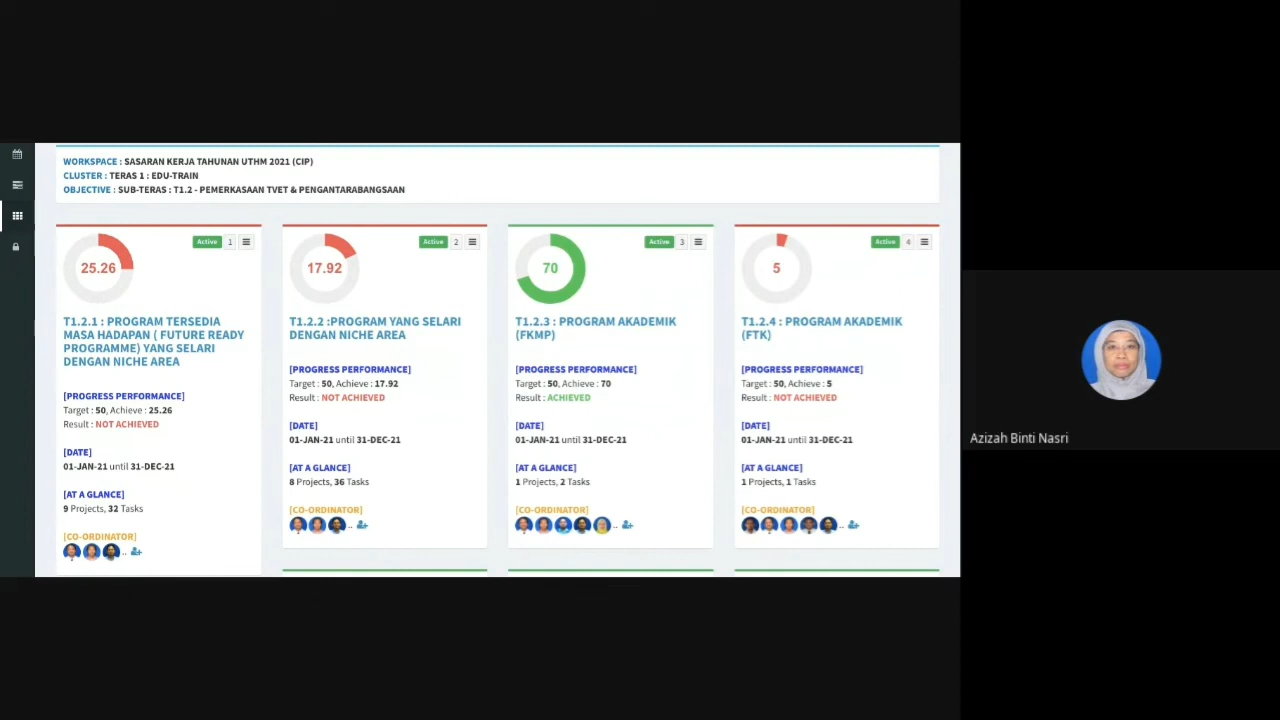 WORKSPACE : SASARAN KERJA TAHUNAN UTHM 2021 (CIP)
CLUSTER : TERAS 1 : EDU-TRAIN
OBJECTIVE : SUB-TERAS : T1.2 - PEMERKASAAN TVET & PENGANTARABANGSAAN
25.26
Active 1
T1.2.1 : PROGRAM TERSEDIA
MASA HADAPAN ( FUTURE READY
PROGRAMME) YANG SELARI
DENGAN NICHE AREA
[PROGRESS PERFORMANCE]
Target : 50, Achieve : 25.26
Result : NOT ACHIEVED
[DATE]
01-JAN-21 until 31-DEC-21
[AT A GLANCE]
9 Projects, 32 Tasks
[CO-ORDINATOR]
..
17.92
Active 2
T1.2.2 :PROGRAM YANG SELARI
DENGAN NICHE AREA
[PROGRESS PERFORMANCE]
Target : 50, Achieve : 17.92
Result : NOT ACHIEVED
[DATE]
01-JAN-21 until 31-DEC-21
[AT A GLANCE]
8 Projects, 36 Tasks
[CO-ORDINATOR]
..
70
Active 3
T1.2.3 : PROGRAM AKADEMIK
(FKMP)
[PROGRESS PERFORMANCE]
Target : 50, Achieve : 70
Result : ACHIEVED
[DATE]
01-JAN-21 until 31-DEC-21
[AT A GLANCE]
1 Projects, 2 Tasks
[CO-ORDINATOR]
..
5
Active 4
T1.2.4 : PROGRAM AKADEMIK
(FTK)
[PROGRESS PERFORMANCE]
Target : 50, Achieve : 5
Result : NOT ACHIEVED
[DATE]
01-JAN-21 until 31-DEC-21
[AT A GLANCE]
1 Projects, 1 Tasks
[CO-ORDINATOR]
..
Azizah Binti Nasri